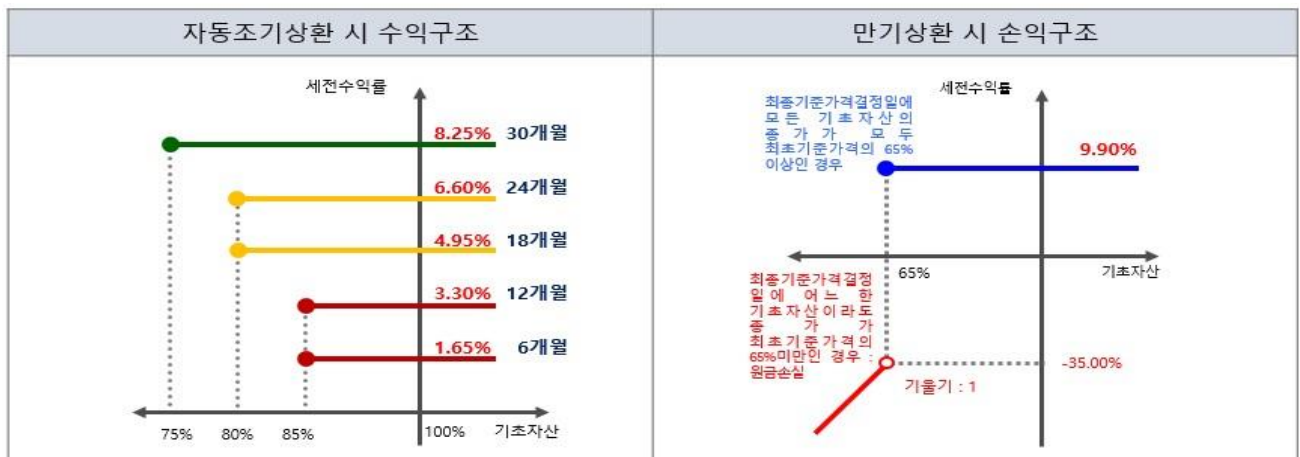 자동조기상환 시 수익구조
세전수익률
8.25% 30개월
6.60% 24개월
4.95% 18개월
3.30% 12개월
1.65% 6개월
75% 80% 85% 100% 기초자산
만기상환 시 손익구조
세전수익률
최종기준가격결정일에
모든 기초자산의
종가가 모두
최초기준가격의 65%
이상인 경우
9.90%
65%
기초자산
최종기준가격결정
일에 어느 한
기초자산이라도
종가가
최초기준가격의
65%미만인 경우 :
원금손실
-35.00%
기울기 : 1